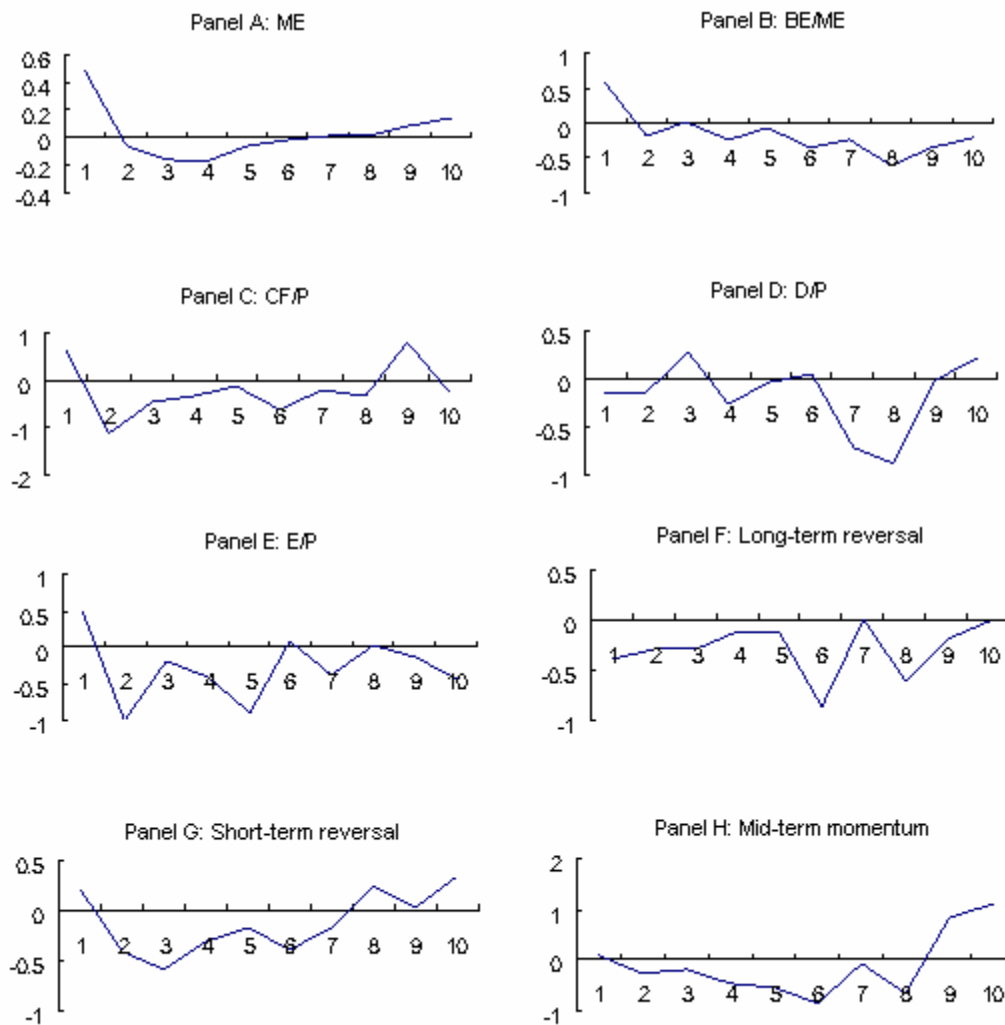 Panel A: ME
0.6
0.4
0.2
0
-0.2
-0.4
1 2 3 4 5 6 7 8 9 10
Panel B: BE/ME
1
0.5
0
-0.5
-1
1 2 3 4 5 6 7 8 9 10
Panel C: CF/P
1
0
-1
-2
1 2 3 4 5 6 7 8 9 10
Panel D: D/P
0.5
0
-0.5
-1
1 2 3 4 5 6 7 8 9 10
Panel E: E/P
1
0.5
0
-0.5
-1
1 2 3 4 5 6 7 8 9 10
Panel F: Long-term reversal
0.5
0
-0.5
-1
1 2 3 4 5 6 7 8 9 10
Panel G: Short-term reversal
0.5
0
-0.5
-1
1 2 3 4 5 6 7 8 9 10
Panel H: Mid-term momentum
2
1
0
-1
1 2 3 4 5 6 7 8 9 10